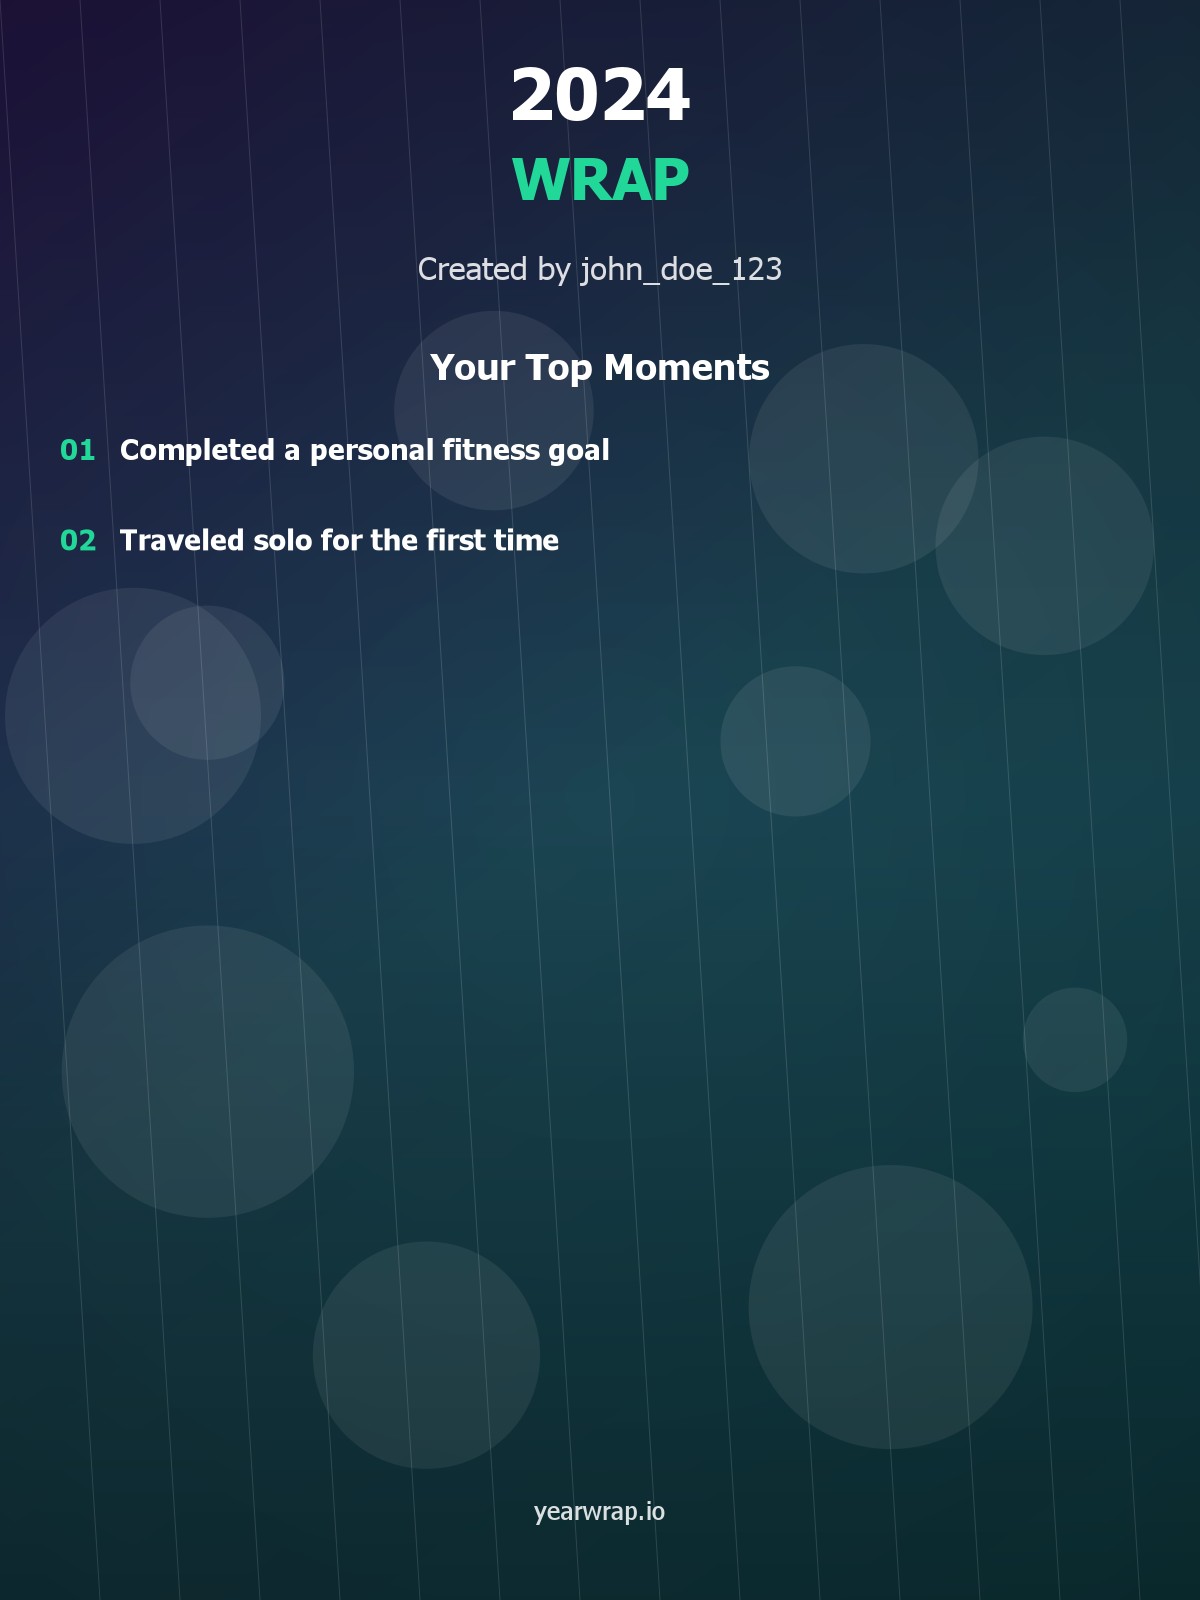 2024
WRAP
Created by john_doe_123
Your Top Moments
01 Completed a personal fitness goal
02 Traveled solo for the first time
yearwrap.io